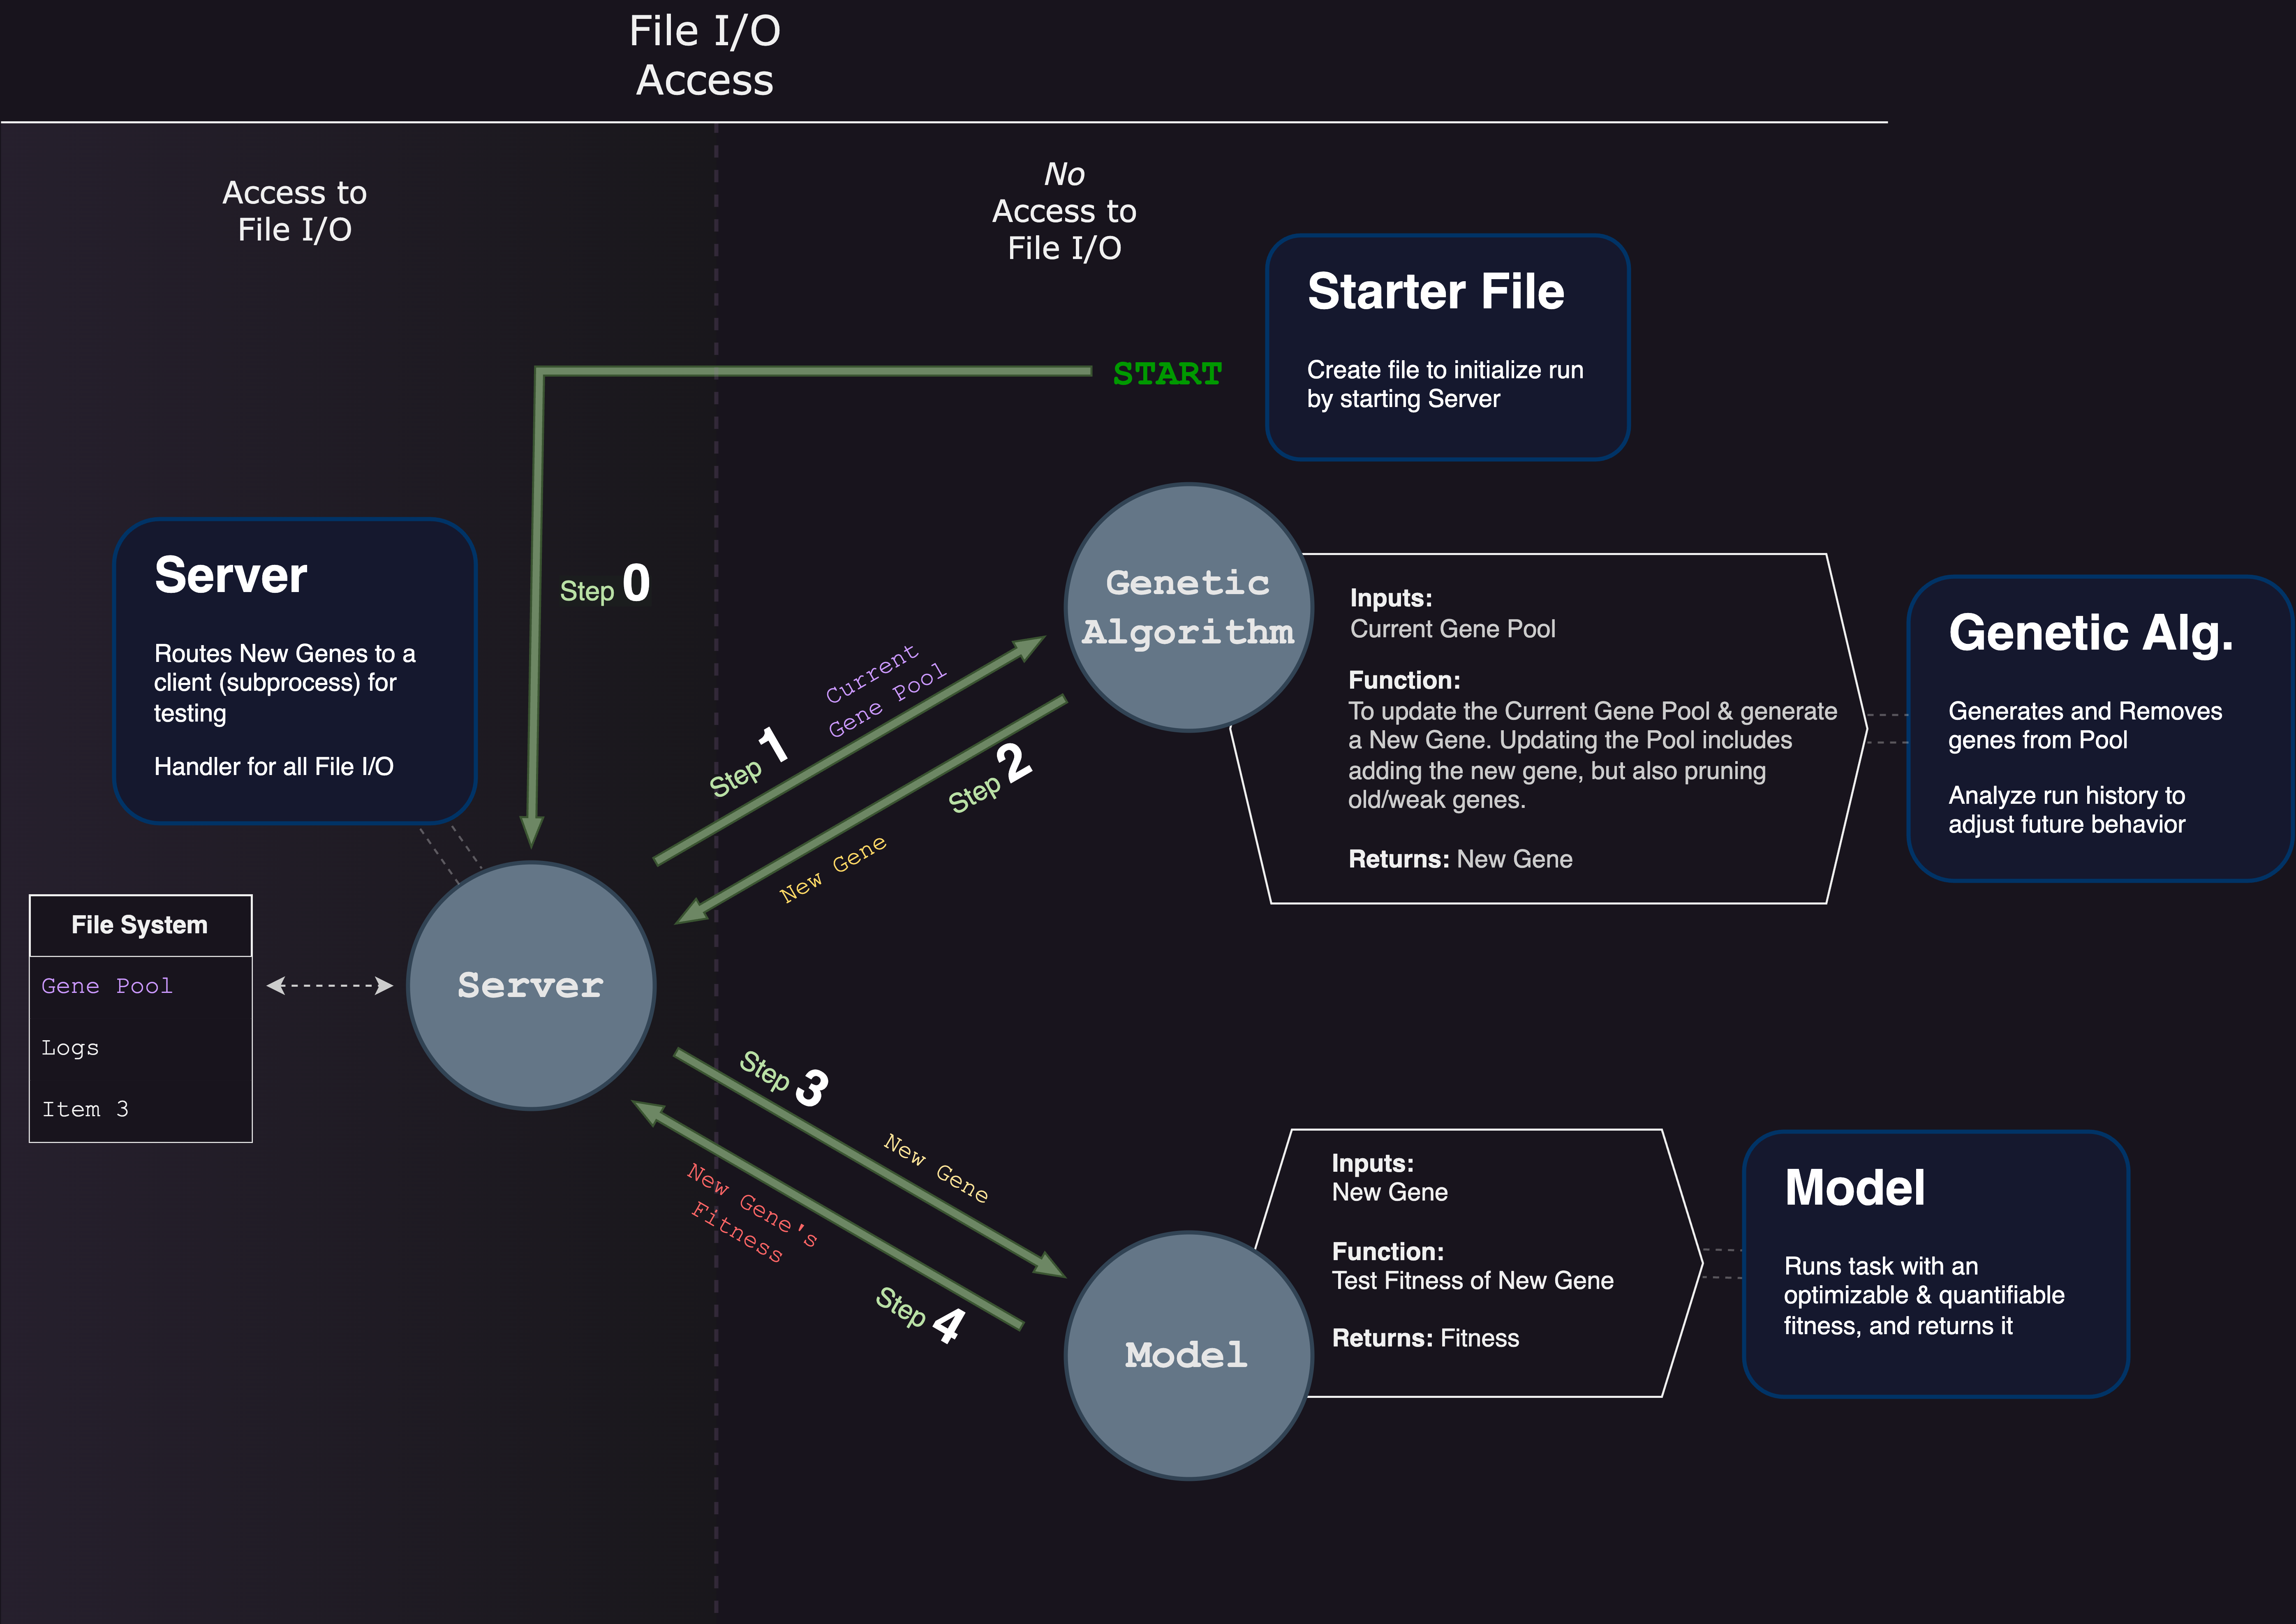 File I/O
Access
Access to
File I/O
No
Access to
File I/O
Starter File
Create file to initialize run
by starting Server
START
Step 0
Server
Routes New Genes to a
client (subprocess) for
testing
Handler for all File I/O
Genetic
Algorithm
Inputs:
Current Gene Pool
Function:
To update the Current Gene Pool & generate
a New Gene. Updating the Pool includes
adding the new gene, but also pruning
old/weak genes.
Returns: New Gene
Genetic Alg.
Generates and Removes
genes from Pool
Analyze run history to
adjust future behavior
Step 1
Current
Gene Pool
Step 2
New Gene
File System
Gene Pool
Logs
Item 3
Server
Step 3
New Gene
New Gene's
Fitness
Step 4
Model
Inputs:
New Gene
Function:
Test Fitness of New Gene
Returns: Fitness
Model
Runs task with an
optimizable & quantifiable
fitness, and returns it